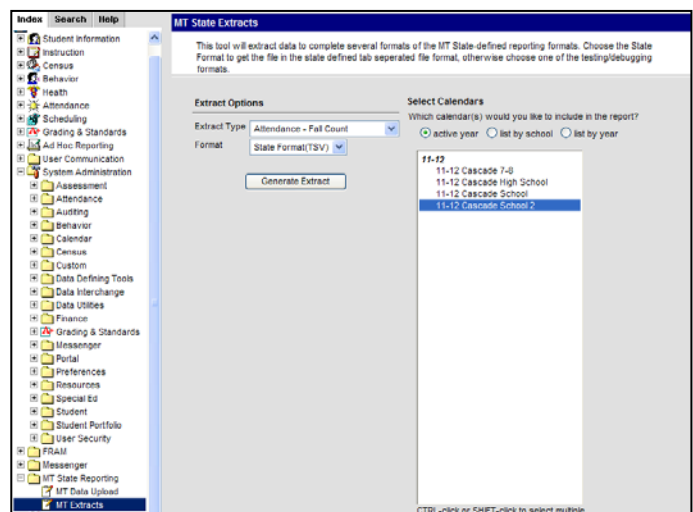 Index Search Help
Student Information
Instruction
Census
Behavior
Health
Attendance
Scheduling
Grading & Standards
Ad Hoc Reporting
User Communication
System Administration
Assessment
Attendance
Auditing
Behavior
Calendar
Census
Custom
Data Defining Tools
Data Interchange
Data Utilities
Finance
Grading & Standards
Messenger
Portal
Preferences
Resources
Special Ed
Student
Student Portfolio
User Security
FRAM
Messenger
MT State Reporting
MT Data Upload
MT Extracts
MT State Extracts
This tool will extract data to complete several formats of the MT State-defined reporting formats. Choose the State
Format to get the file in the state defined tab seperated file format, otherwise choose one of the testing/debugging
formats.
Extract Options
Extract Type Attendance - Fall Count
Format State Format(TSV)
Generate Extract
Select Calendars
Which calendar(s) would you like to include in the report?
active year list by school list by year
11-12
11-12 Cascade 7-8
11-12 Cascade High School
11-12 Cascade School
11-12 Cascade School 2
CTRL-click or SHIFT-click to select multiple